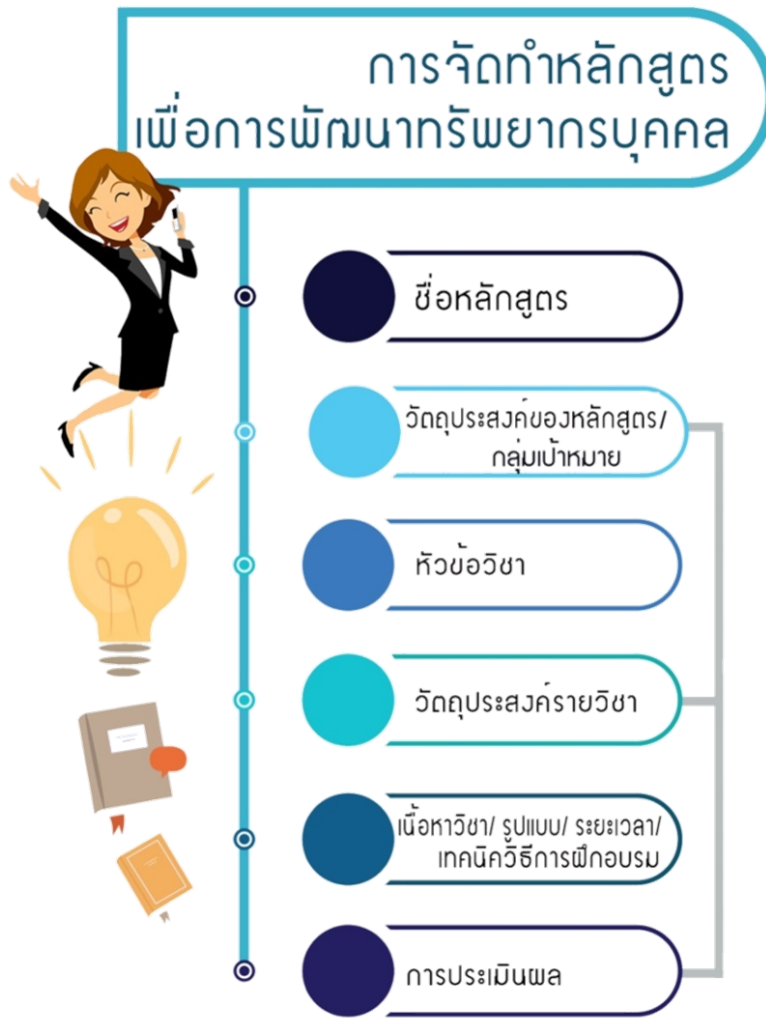 การจัดทำหลักสูตร
เพื่อการพัฒนาทรัพยากรบุคคล
ชื่อหลักสูตร
วัตถุประสงค์ของหลักสูตร/
กลุ่มเป้าหมาย
หัวข้อวิชา
วัตถุประสงค์รายวิชา
เนื้อหาวิชา/ รูปแบบ/ ระยะเวลา/
เทคนิควิธีการฝึกอบรม
การประเมินผล